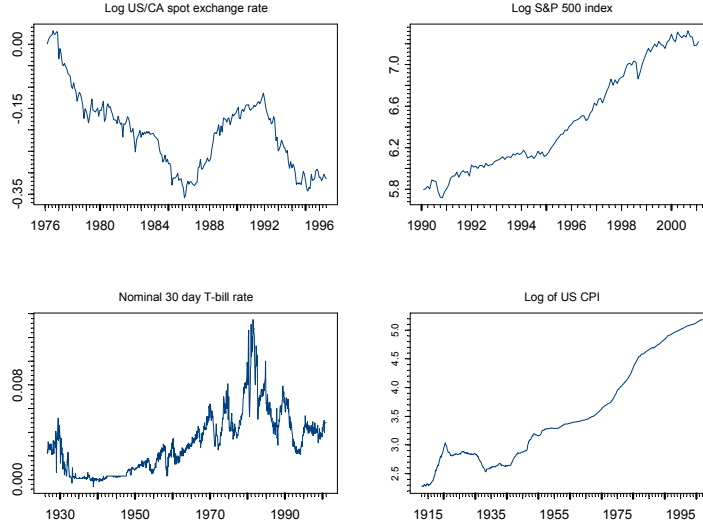 Log US/CA spot exchange rate
0.00
-0.15
-0.35
1976 1980 1984 1988 1992 1996
Log S&P 500 index
7.0
6.6
6.2
5.8
1990 1992 1994 1996 1998 2000
Nominal 30 day T-bill rate
0.008
0.000
1930 1950 1970 1990
Log of US CPI
5.0
4.5
4.0
3.5
3.0
2.5
1915 1935 1955 1975 1995